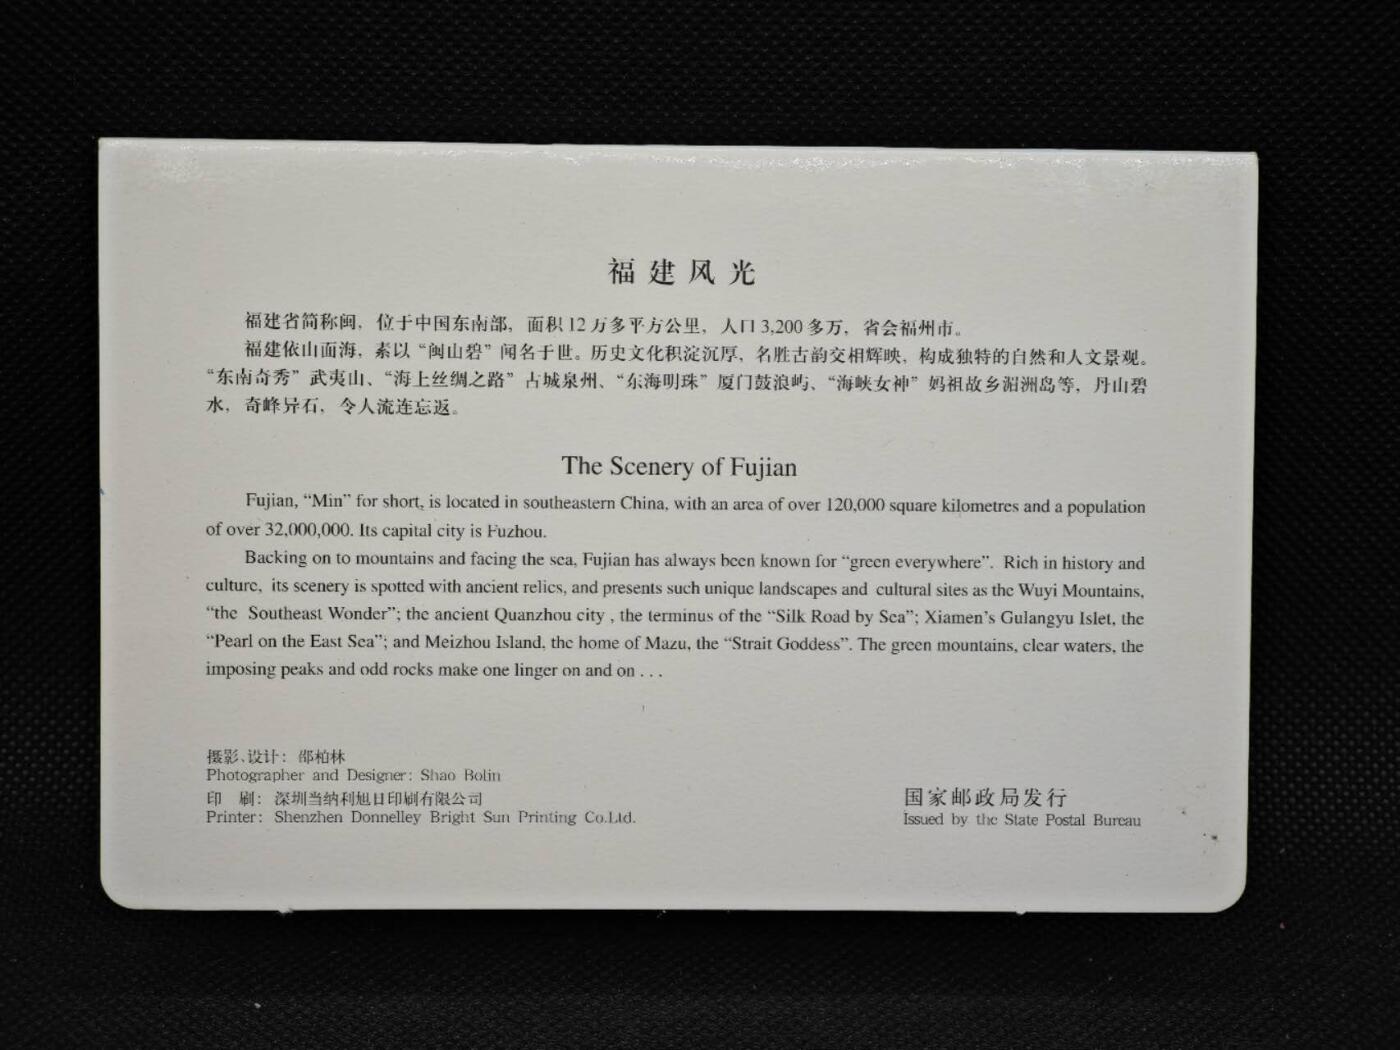 福建风光
福建省简称闽，位于中国东南部，面积12万多平方公里，人口3,200多万，省会福州市。
福建依山面海，素以“闽山碧”闻名于世。历史文化积淀沉厚，名胜古韵交相辉映，构成独特的自然和人文景观。
“东南奇秀”武夷山、“海上丝绸之路”古城泉州、“东海明珠”厦门鼓浪屿、“海峡女神”妈祖故乡湄洲岛等，丹山碧
水，奇峰异石，令人流连忘返。
The Scenery of Fujian
Fujian, “Min” for short, is located in southeastern China, with an area of over 120,000 square kilometres and a population
of over 32,000,000. Its capital city is Fuzhou.
Backing on to mountains and facing the sea, Fujian has always been known for “green everywhere”. Rich in history and
culture, its scenery is spotted with ancient relics, and presents such unique landscapes and cultural sites as the Wuyi Mountains,
“the Southeast Wonder”; the ancient Quanzhou city , the terminus of the “Silk Road by Sea”; Xiamen’s Gulangyu Islet, the
“Pearl on the East Sea”; and Meizhou Island, the home of Mazu, the “Strait Goddess”. The green mountains, clear waters, the
imposing peaks and odd rocks make one linger on and on . . .
摄影、设计：邵柏林
Photographer and Designer: Shao Bolin
印 刷：深圳当纳利旭日印刷有限公司
Printer: Shenzhen Donnelley Bright Sun Printing Co.Ltd.
国家邮政局发行
Issued by the State Postal Bureau